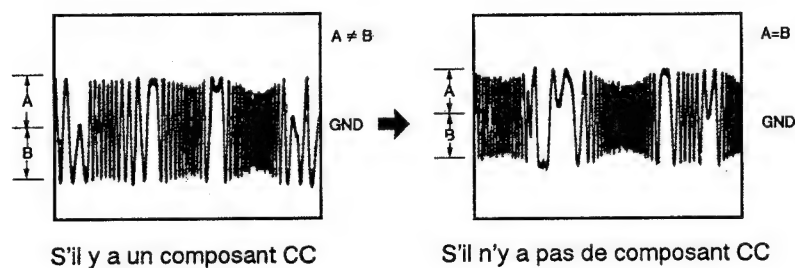 A ≠ B
A
B
GND
S'il y a un composant CC
A=B
A
B
GND
S'il n'y a pas de composant CC